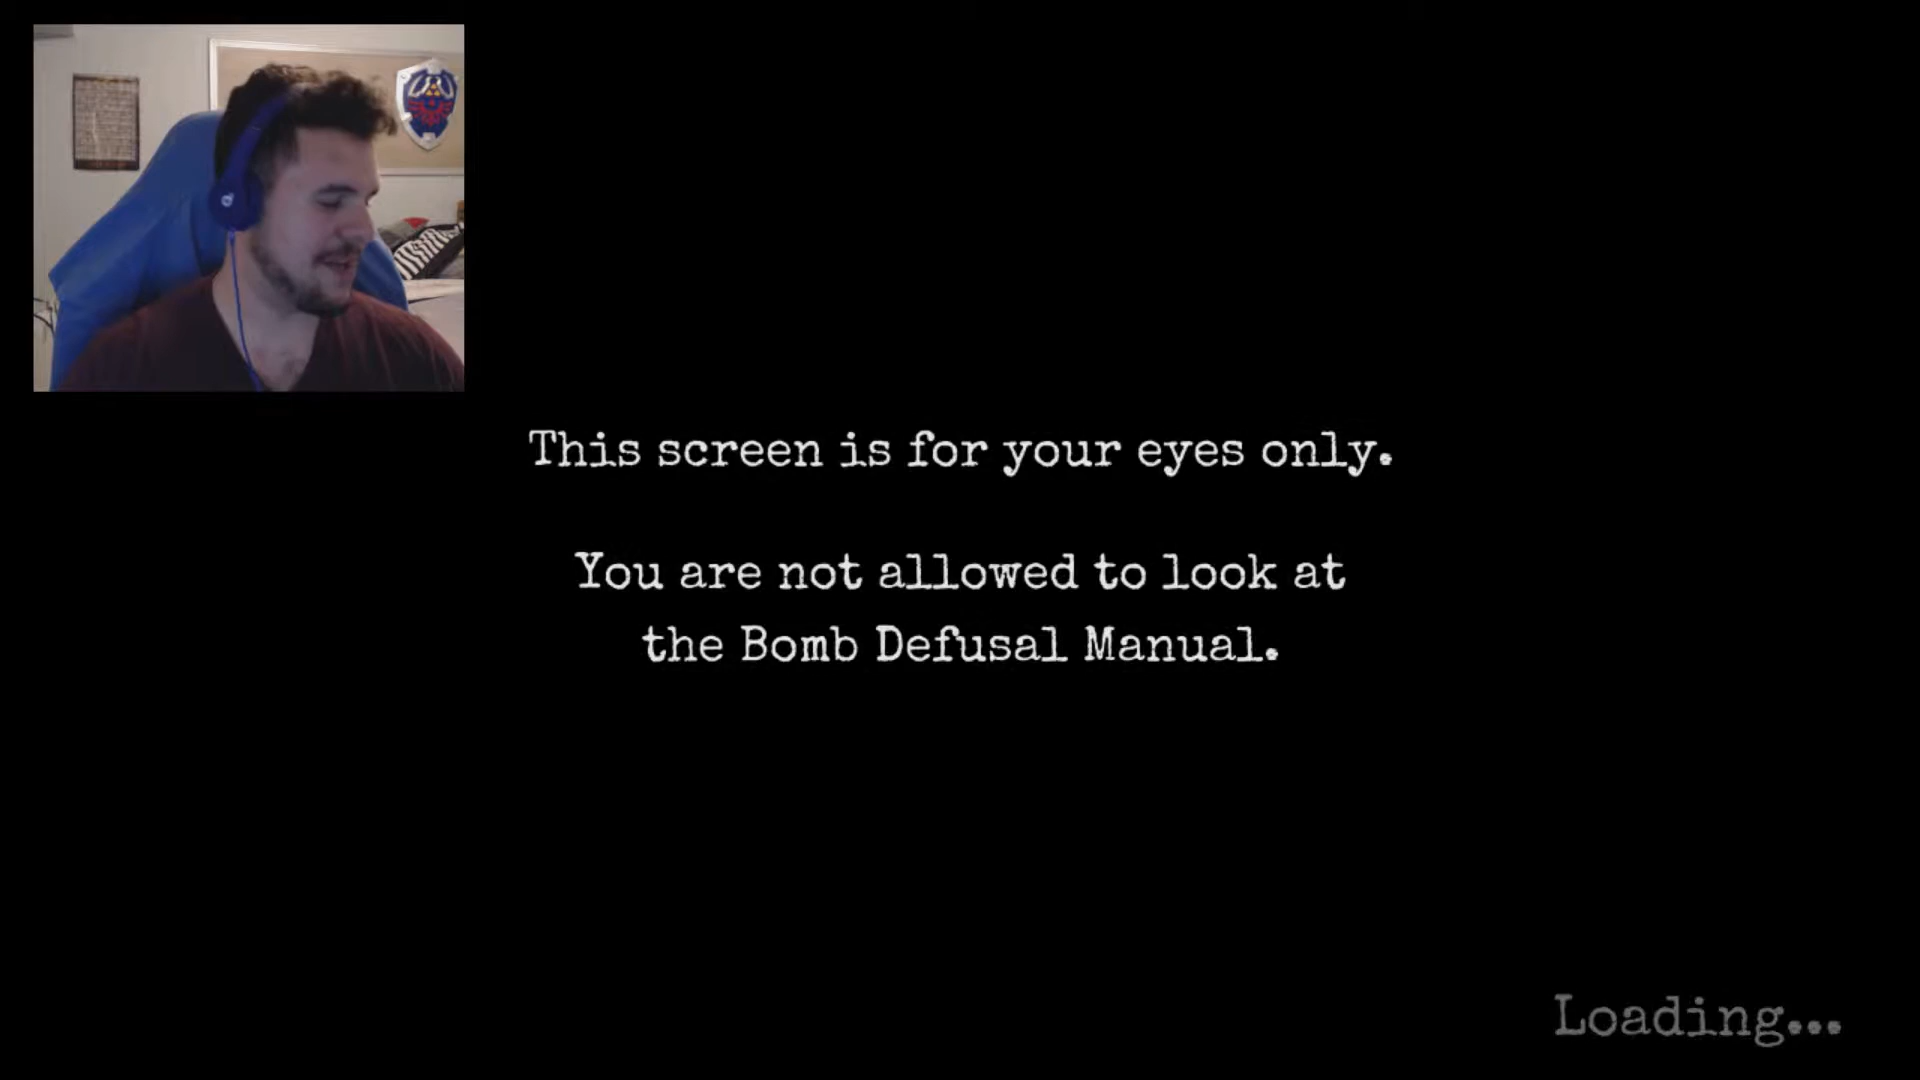 This screen is for your eyes only.
You are not allowed to look at
the Bomb Defusal Manual.
Loading...